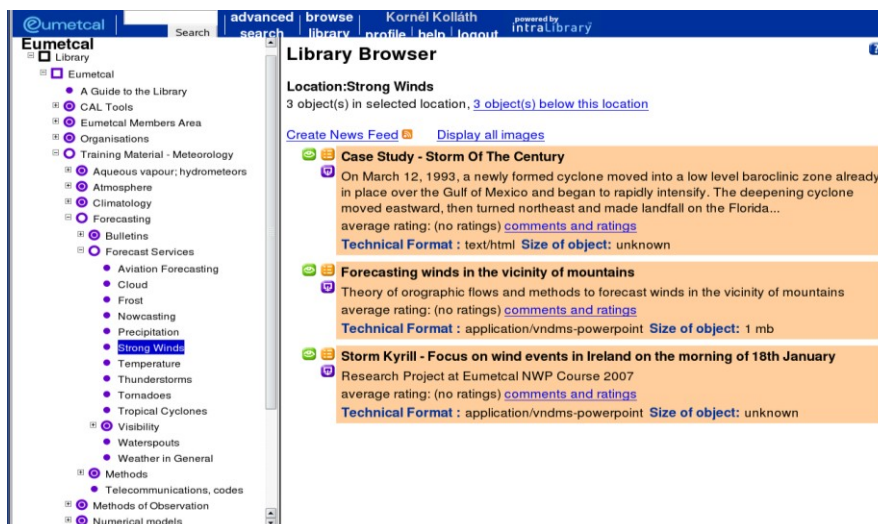 eumetcal
Search
advanced search
browse library
Kornél Kolláth
profile | help | logout
powered by
intraLibrary
Eumetcal
Library
Eumetcal
A Guide to the Library
CAL Tools
Eumetcal Members Area
Organisations
Training Material - Meteorology
Aqueous vapour; hydrometeors
Atmosphere
Climatology
Forecasting
Bulletins
Forecast Services
Aviation Forecasting
Cloud
Frost
Nowcasting
Precipitation
Strong Winds
Temperature
Thunderstorms
Tornadoes
Tropical Cyclones
Visibility
Waterspouts
Weather in General
Methods
Telecommunications, codes
Methods of Observation
Numerical models
Library Browser
?
Location:Strong Winds
3 object(s) in selected location, 3 object(s) below this location
Create News Feed Display all images
Case Study - Storm Of The Century
On March 12, 1993, a newly formed cyclone moved into a low level baroclinic zone already
in place over the Gulf of Mexico and began to rapidly intensify. The deepening cyclone
moved eastward, then turned northeast and made landfall on the Florida...
average rating: (no ratings) comments and ratings
Technical Format : text/html Size of object: unknown
Forecasting winds in the vicinity of mountains
Theory of orographic flows and methods to forecast winds in the vicinity of mountains
average rating: (no ratings) comments and ratings
Technical Format : application/vndms-powerpoint Size of object: 1 mb
Storm Kyrill - Focus on wind events in Ireland on the morning of 18th January
Research Project at Eumetcal NWP Course 2007
average rating: (no ratings) comments and ratings
Technical Format : application/vndms-powerpoint Size of object: unknown